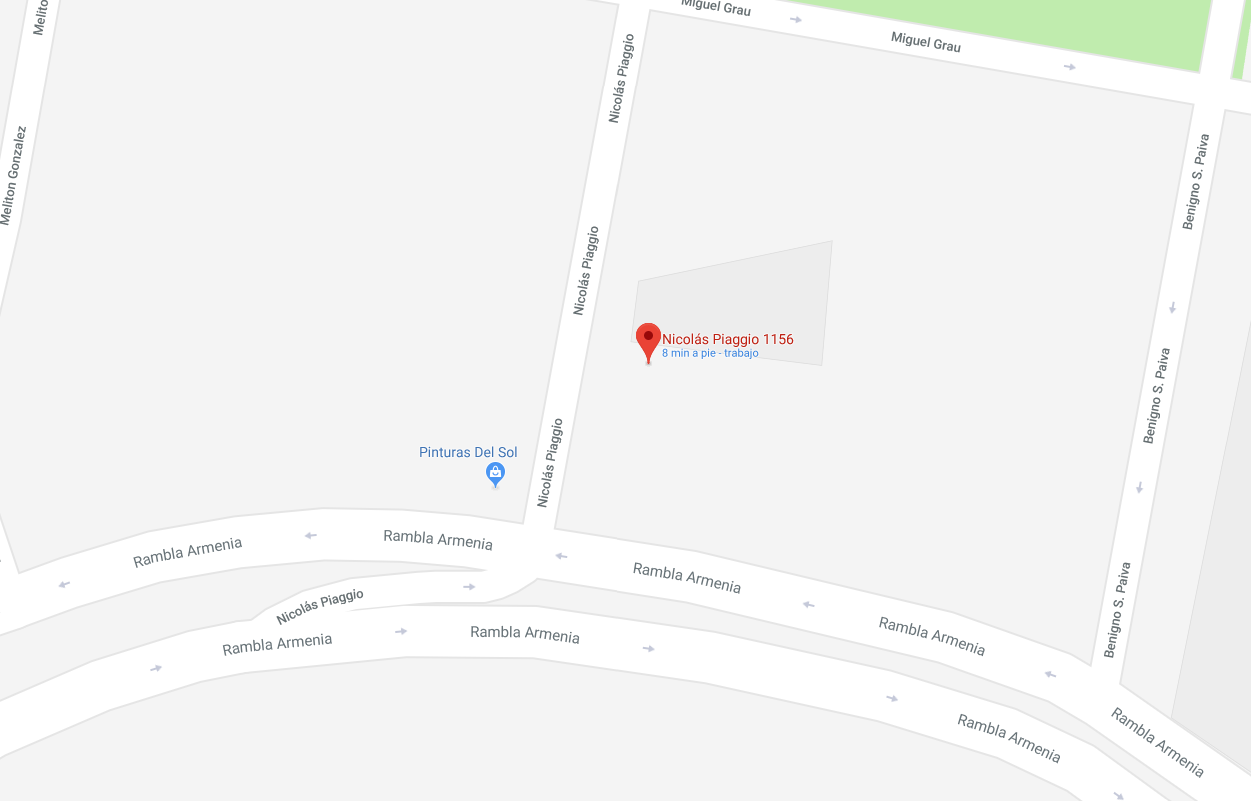 Melito
Miguel Grau
Miguel Grau
Nicolás Piaggio
Meliton Gonzalez
Benigno S. Paiva
Nicolás Piaggio
Nicolás Piaggio 1156
8 min a pie - trabajo
Benigno S. Paiva
Pinturas Del Sol
Nicolás Piaggio
Rambla Armenia
Rambla Armenia
Rambla Armenia
Nicolás Piaggio
Benigno S. Paiva
Rambla Armenia
Rambla Armenia
Rambla Armenia
Rambla Armenia
Rambla Armenia